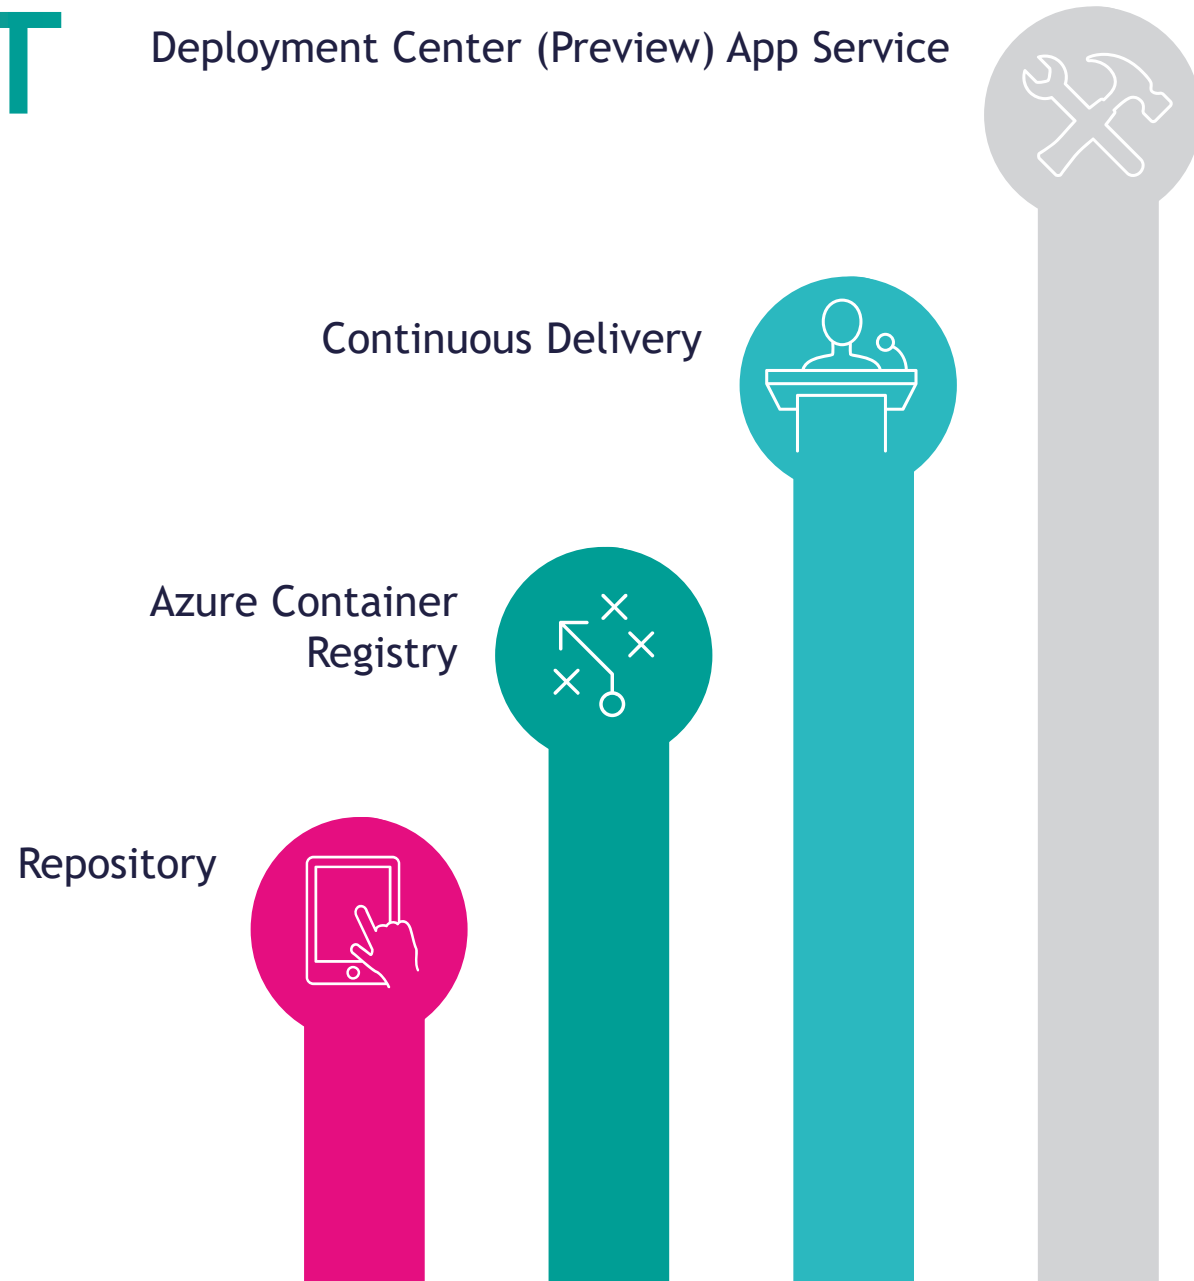 T
Deployment Center (Preview) App Service
Continuous Delivery
Azure Container
Registry
Repository